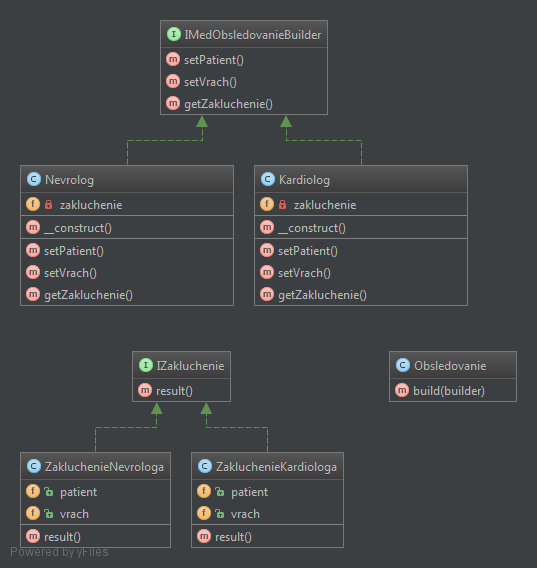 I IMedObsledovanieBuilder
m setPatient()
m setVrach()
m getZakluchenie()
C Nevrolog
f zakluchenie
m __construct()
m setPatient()
m setVrach()
m getZakluchenie()
C Kardiolog
f zakluchenie
m __construct()
m setPatient()
m setVrach()
m getZakluchenie()
I IZakluchenie
m result()
C Obsledovanie
m build(builder)
C ZakluchenieNevrologa
f patient
f vrach
m result()
C ZakluchenieKardiologa
f patient
f vrach
m result()
Powered by yFiles